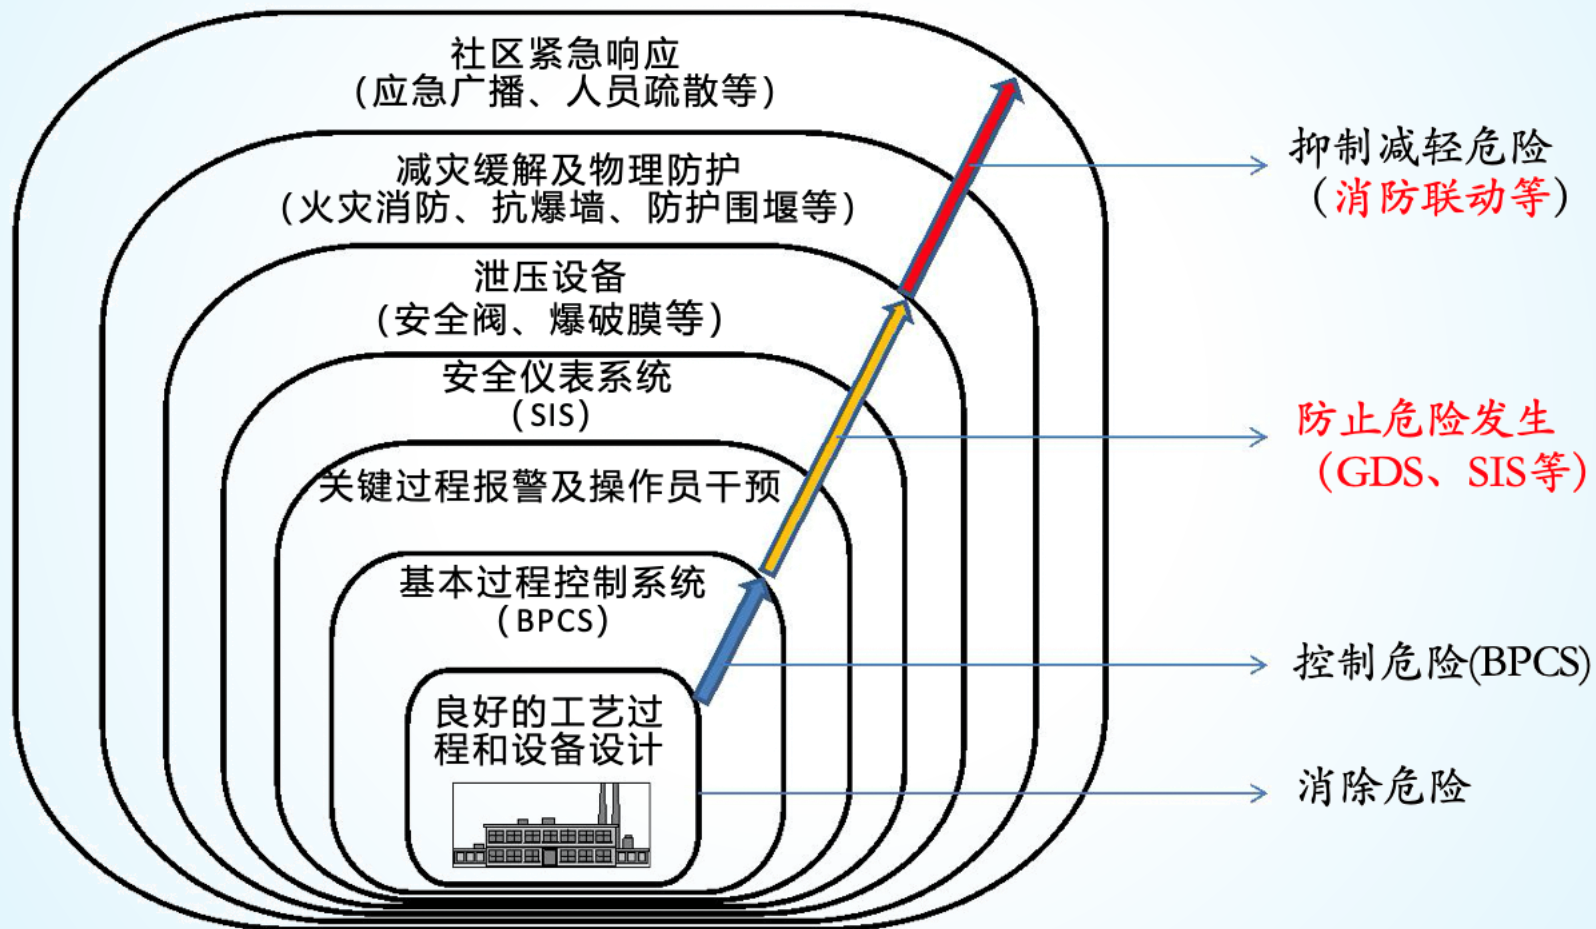 社区紧急响应
（应急广播、人员疏散等）
减灾缓解及物理防护
（火灾消防、抗爆墙、防护围堰等）
泄压设备
（安全阀、爆破膜等）
安全仪表系统
（SIS）
关键过程报警及操作员干预
基本过程控制系统
（BPCS）
良好的工艺过
程和设备设计
抑制减轻危险
（消防联动等）
防止危险发生
（GDS、SIS等）
控制危险(BPCS)
消除危险